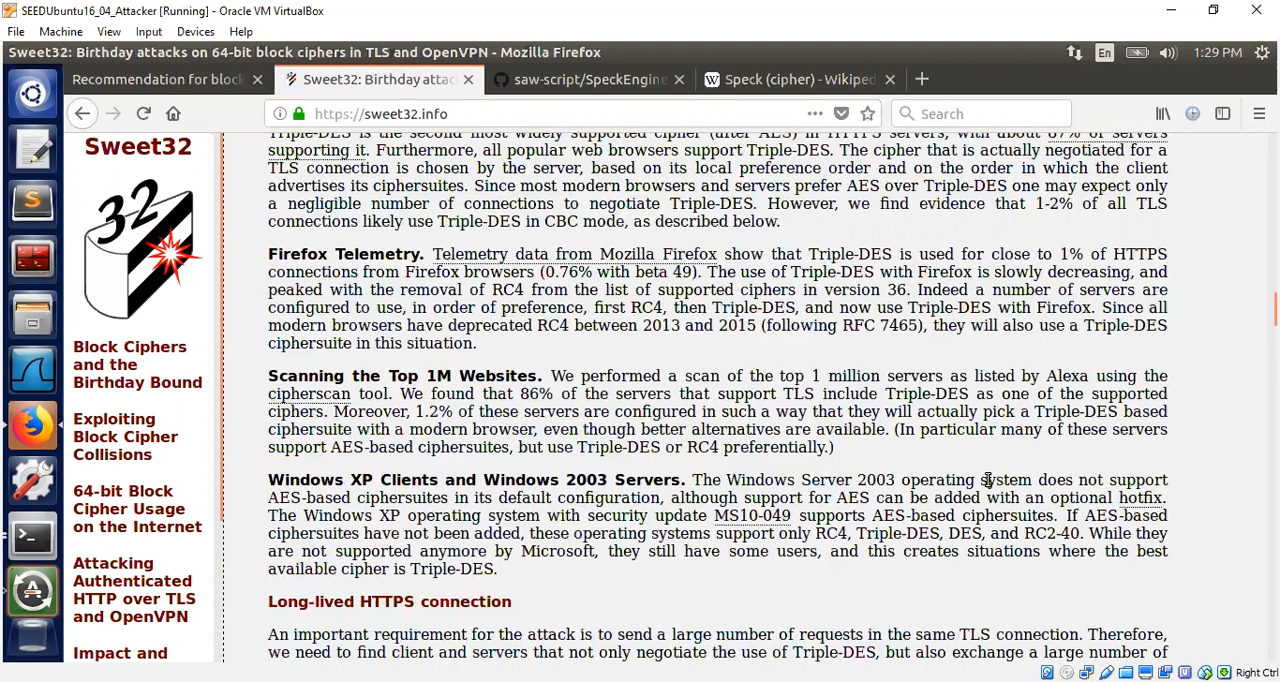 SEEDUbuntu16_04_Attacker [Running] - Oracle VM VirtualBox
File Machine View Input Devices Help
Sweet32: Birthday attacks on 64-bit block ciphers in TLS and OpenVPN - Mozilla Firefox
En
1:29 PM
Recommendation for block
Sweet32: Birthday attac
saw-script/SpeckEngine
Speck (cipher) - Wikiped
https://sweet32.info
Search
Sweet32
32
Block Ciphers
and the
Birthday Bound
Exploiting
Block Cipher
Collisions
64-bit Block
Cipher Usage
on the Internet
Attacking
Authenticated
HTTP over TLS
and OpenVPN
Impact and
Triple-DES is the second most widely supported cipher (after AES) in HTTPS servers, with about 87% of servers
supporting it. Furthermore, all popular web browsers support Triple-DES. The cipher that is actually negotiated for a
TLS connection is chosen by the server, based on its local preference order and on the order in which the client
advertises its ciphersuites. Since most modern browsers and servers prefer AES over Triple-DES one may expect only
a negligible number of connections to negotiate Triple-DES. However, we find evidence that 1-2% of all TLS
connections likely use Triple-DES in CBC mode, as described below.
Firefox Telemetry. Telemetry data from Mozilla Firefox show that Triple-DES is used for close to 1% of HTTPS
connections from Firefox browsers (0.76% with beta 49). The use of Triple-DES with Firefox is slowly decreasing, and
peaked with the removal of RC4 from the list of supported ciphers in version 36. Indeed a number of servers are
configured to use, in order of preference, first RC4, then Triple-DES, and now use Triple-DES with Firefox. Since all
modern browsers have deprecated RC4 between 2013 and 2015 (following RFC 7465), they will also use a Triple-DES
ciphersuite in this situation.
Scanning the Top 1M Websites. We performed a scan of the top 1 million servers as listed by Alexa using the
cipherscan tool. We found that 86% of the servers that support TLS include Triple-DES as one of the supported
ciphers. Moreover, 1.2% of these servers are configured in such a way that they will actually pick a Triple-DES based
ciphersuite with a modern browser, even though better alternatives are available. (In particular many of these servers
support AES-based ciphersuites, but use Triple-DES or RC4 preferentially.)
Windows XP Clients and Windows 2003 Servers. The Windows Server 2003 operating system does not support
AES-based ciphersuites in its default configuration, although support for AES can be added with an optional hotfix.
The Windows XP operating system with security update MS10-049 supports AES-based ciphersuites. If AES-based
ciphersuites have not been added, these operating systems support only RC4, Triple-DES, DES, and RC2-40. While they
are not supported anymore by Microsoft, they still have some users, and this creates situations where the best
available cipher is Triple-DES.
Long-lived HTTPS connection
An important requirement for the attack is to send a large number of requests in the same TLS connection. Therefore,
we need to find client and servers that not only negotiate the use of Triple-DES, but also exchange a large number of
Right Ctrl